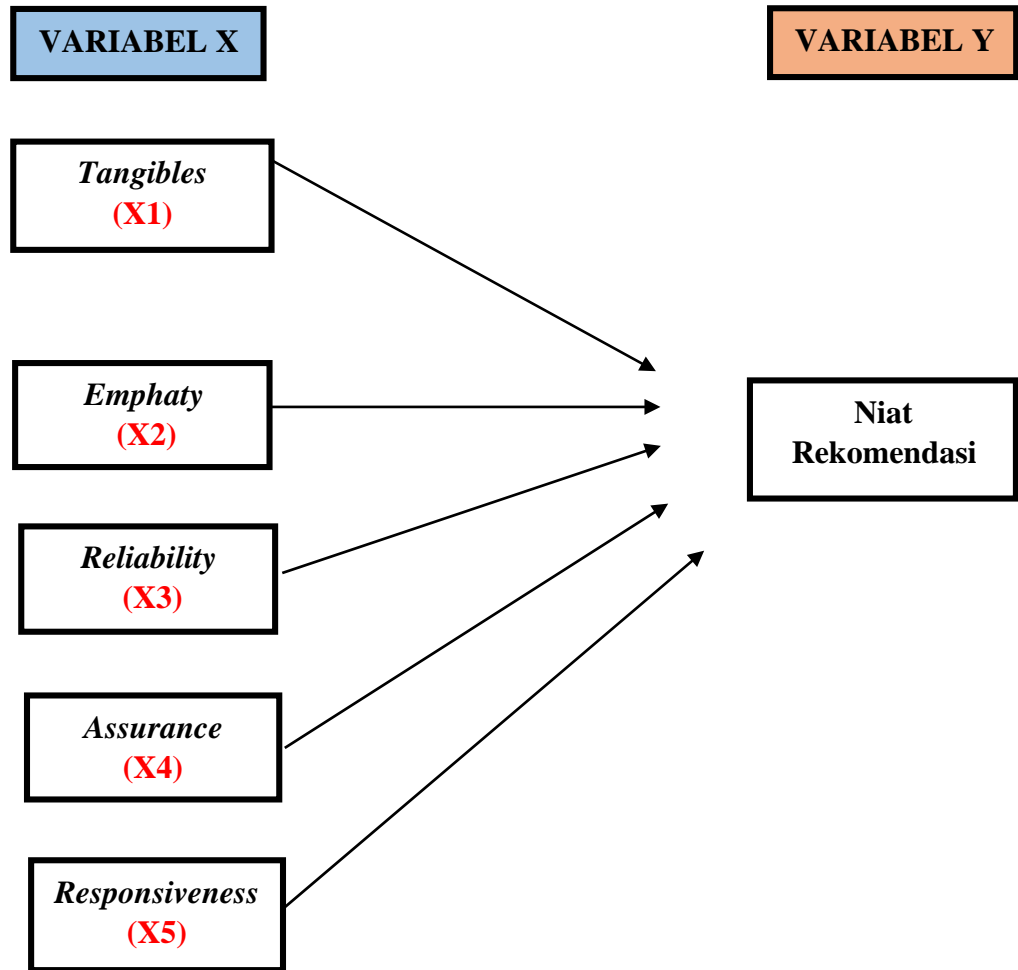 VARIABEL X
VARIABEL Y
Tangibles
(X1)
Emphaty
(X2)
Niat
Rekomendasi
Reliability
(X3)
Assurance
(X4)
Responsiveness
(X5)